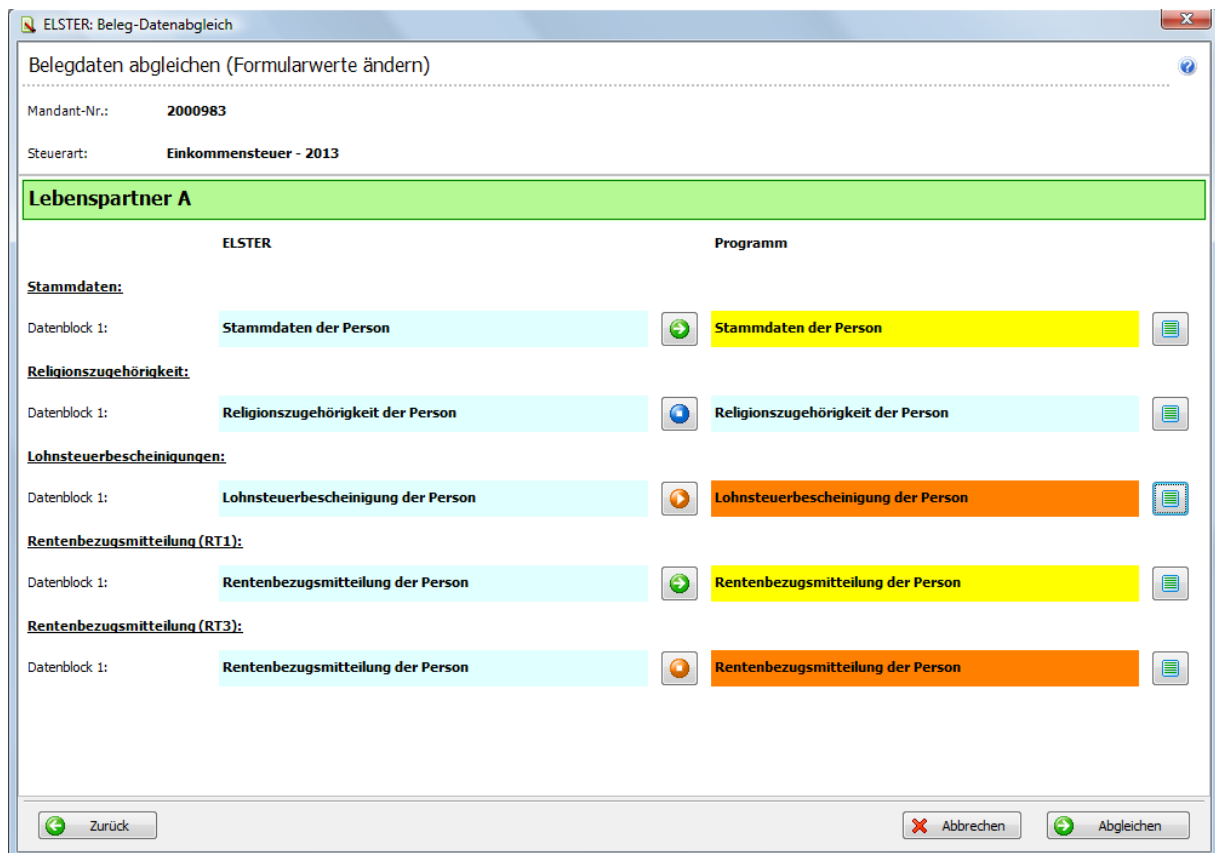 ELSTER: Beleg-Datenabgleich
Belegdaten abgleichen (Formularwerte ändern)
Mandant-Nr.: 2000983
Steuerart: Einkommensteuer - 2013
Lebenspartner A
ELSTER Programm
Stammdaten:
Datenblock 1: Stammdaten der Person Stammdaten der Person
Religionszugehörigkeit:
Datenblock 1: Religionszugehörigkeit der Person Religionszugehörigkeit der Person
Lohnsteuerbescheinigungen:
Datenblock 1: Lohnsteuerbescheinigung der Person Lohnsteuerbescheinigung der Person
Rentenbezugsmitteilung (RT1):
Datenblock 1: Rentenbezugsmitteilung der Person Rentenbezugsmitteilung der Person
Rentenbezugsmitteilung (RT3):
Datenblock 1: Rentenbezugsmitteilung der Person Rentenbezugsmitteilung der Person
Zurück Abbrechen Abgleichen